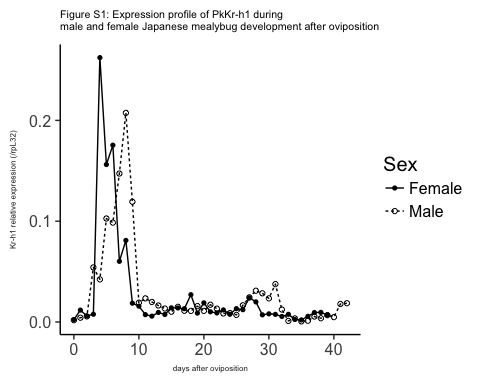 Figure S1: Expression profile of PkKr-h1 during
male and female Japanese mealybug development after oviposition
Kr-h1 relative expression (/rpL32)
0.2
0.1
0.0
0 10 20 30 40
days after oviposition
Sex
Female
Male